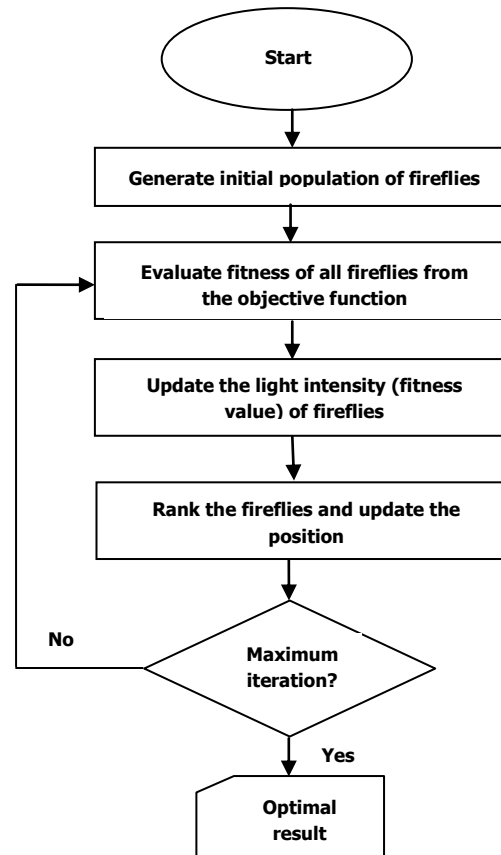 Start
Generate initial population of fireflies
Evaluate fitness of all fireflies from
the objective function
Update the light intensity (fitness
value) of fireflies
Rank the fireflies and update the
position
No
Maximum
iteration?
Yes
Optimal
result